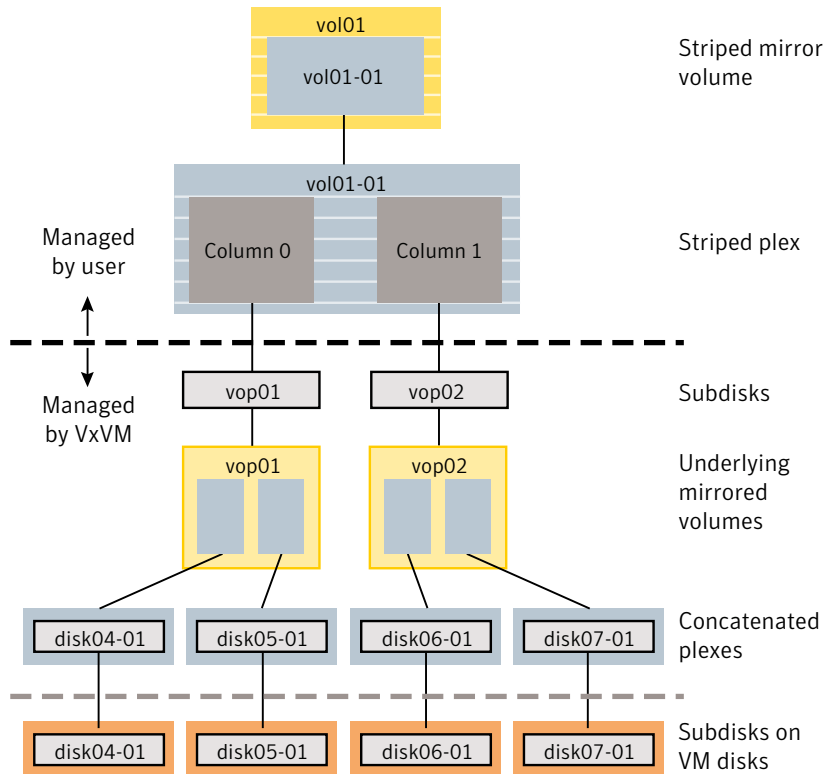 vol01
vol01-01
Striped mirror
volume
vol01-01
Column 0
Column 1
Striped plex
Managed
by user
Managed
by VxVM
vop01
vop02
Subdisks
vop01
vop02
Underlying
mirrored
volumes
disk04-01
disk05-01
disk06-01
disk07-01
Concatenated
plexes
disk04-01
disk05-01
disk06-01
disk07-01
Subdisks on
VM disks